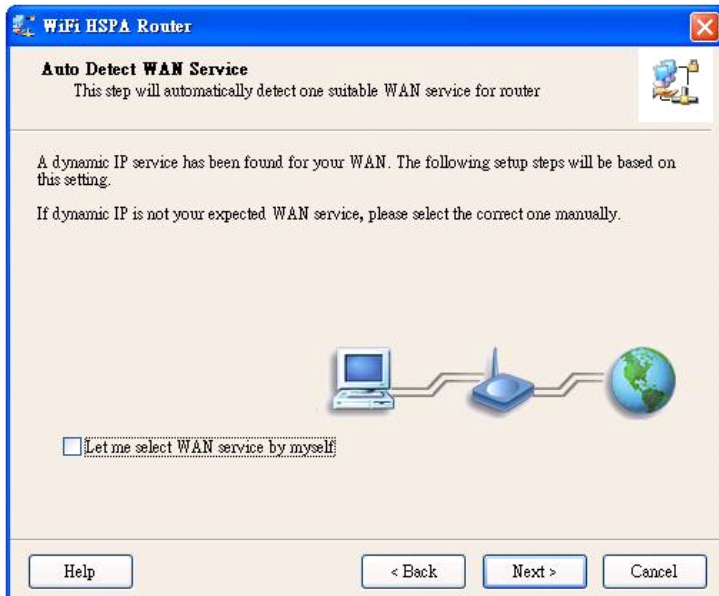 WiFi HSPA Router
Auto Detect WAN Service
This step will automatically detect one suitable WAN service for router
A dynamic IP service has been found for your WAN. The following setup steps will be based on
this setting.
If dynamic IP is not your expected WAN service, please select the correct one manually.
Let me select WAN service by myself
Help
< Back
Next >
Cancel